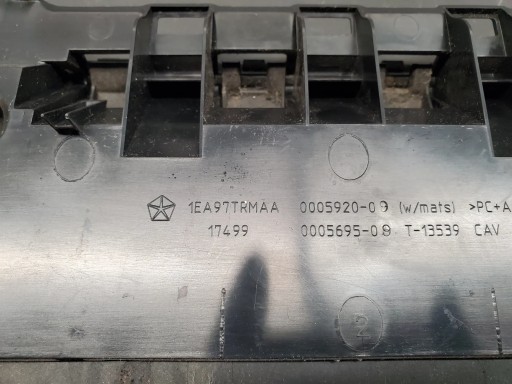 1EA97TRMAA 0005920-09 (w/mats) >PC+A
17499 0005695-08 T-13539 CAV